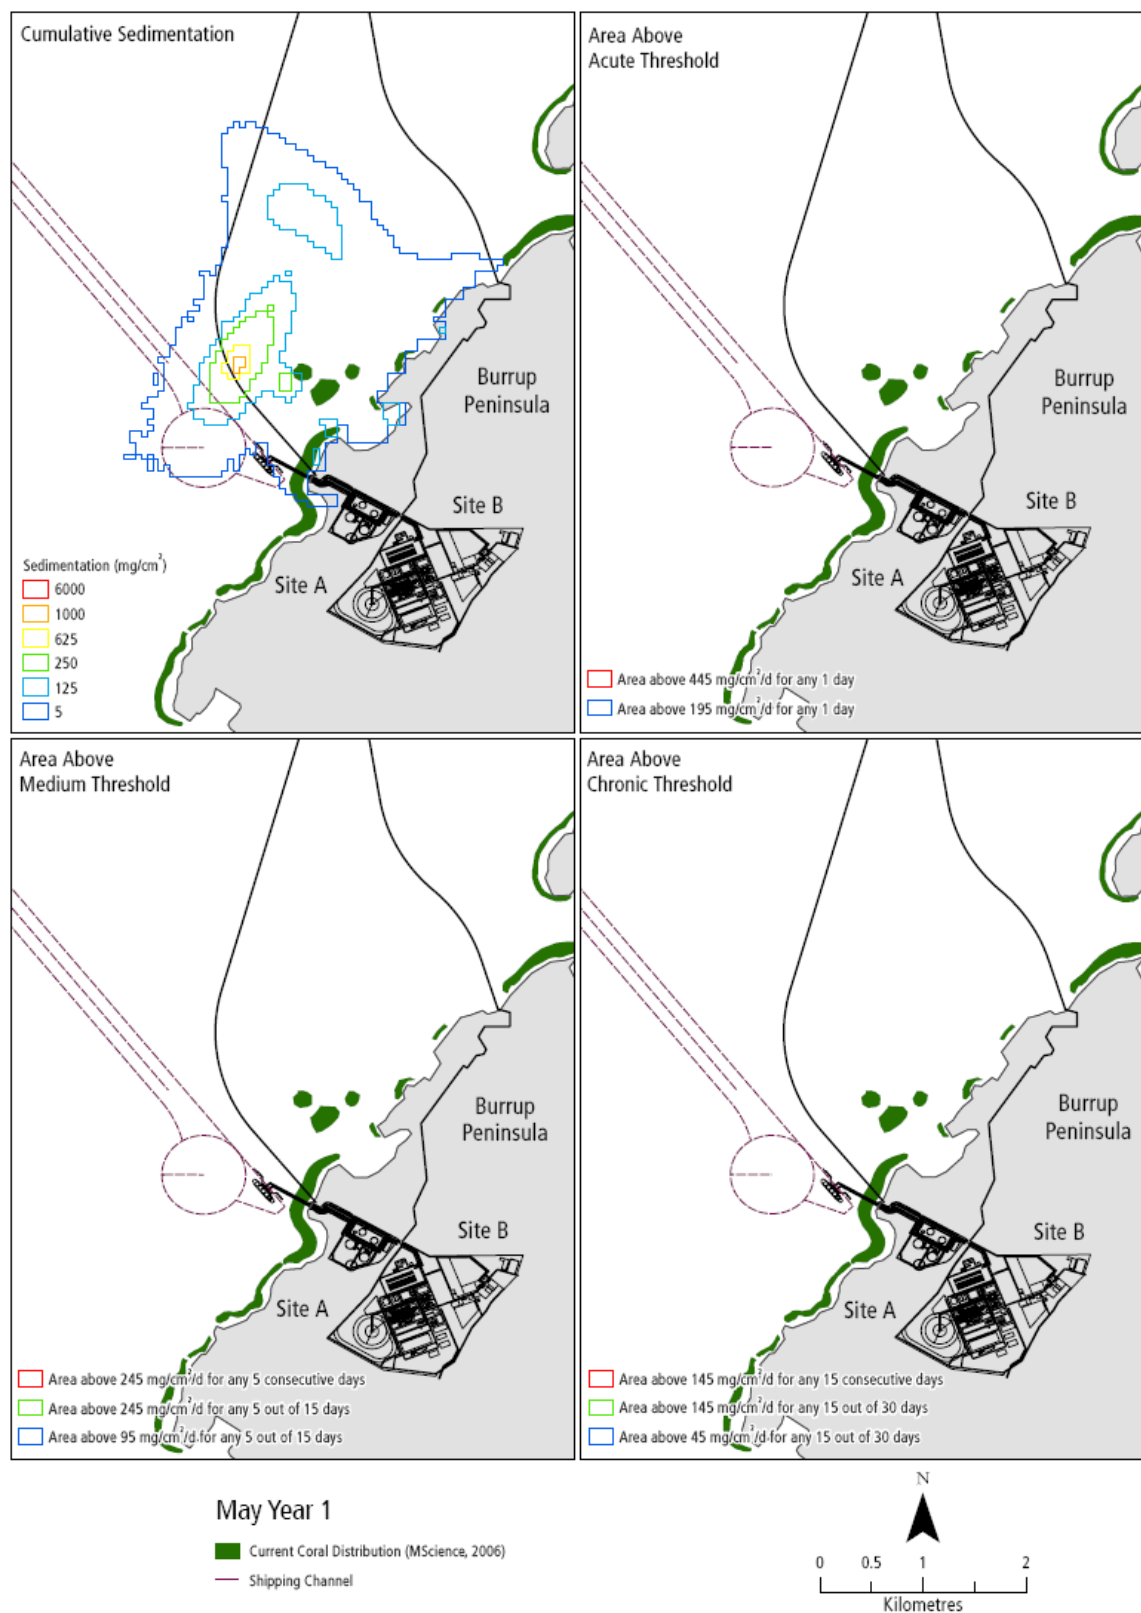 Cumulative Sedimentation
Burrup
Peninsula
Site B
Site A
Sedimentation (mg/cm²)
6000
1000
625
250
125
5
Area Above
Acute Threshold
Burrup
Peninsula
Site B
Site A
Area above 445 mg/cm²/d for any 1 day
Area above 195 mg/cm²/d for any 1 day
Area Above
Medium Threshold
Burrup
Peninsula
Site B
Site A
Area above 245 mg/cm²/d for any 5 consecutive days
Area above 245 mg/cm²/d for any 5 out of 15 days
Area above 95 mg/cm²/d for any 5 out of 15 days
Area Above
Chronic Threshold
Burrup
Peninsula
Site B
Site A
Area above 145 mg/cm²/d for any 15 consecutive days
Area above 145 mg/cm²/d for any 15 out of 30 days
Area above 45 mg/cm²/d for any 15 out of 30 days
May Year 1
Current Coral Distribution (MScience, 2006)
Shipping Channel
N
0 0.5 1 2
Kilometres